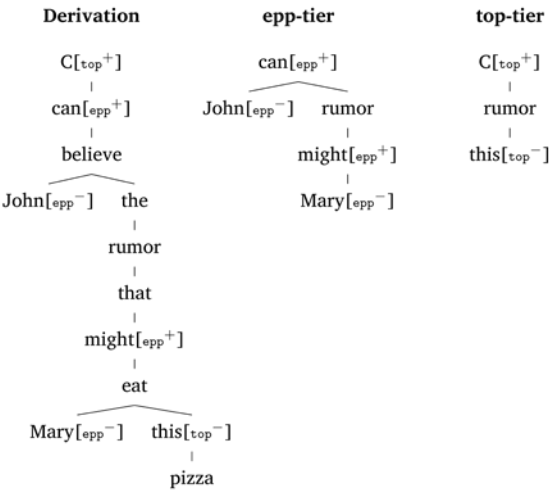 Derivation epp-tier top-tier
C[top⁺] can[epp⁺] C[top⁺]
can[epp⁺] John[epp⁻] rumor rumor
believe might[epp⁺] this[top⁻]
John[epp⁻] the Mary[epp⁻]
rumor
that
might[epp⁺]
eat
Mary[epp⁻] this[top⁻]
pizza